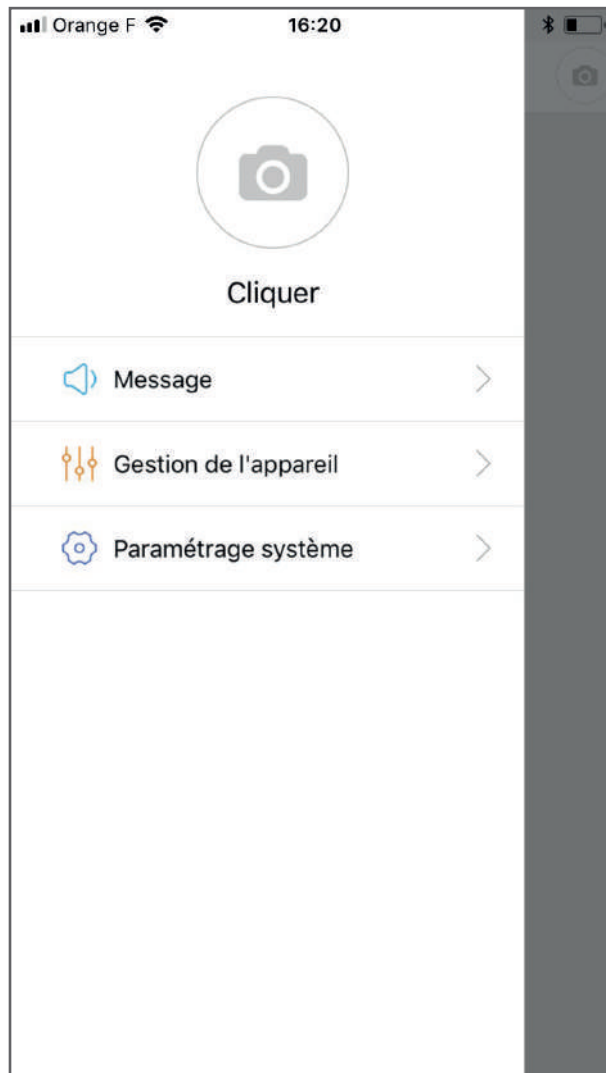 Orange F
16:20
Cliquer
Message
Gestion de l'appareil
Paramétrage système